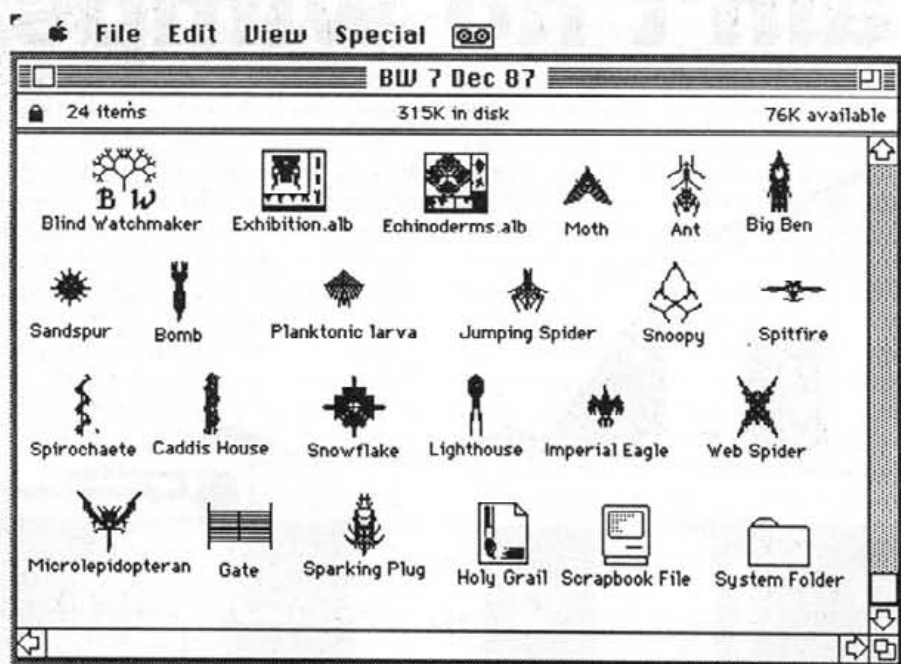 File Edit View Special
BW 7 Dec 87
24 items 315K in disk 76K available
B W
Blind Watchmaker Exhibition.alb Echinoderms.alb Moth Ant Big Ben
Sandspur Bomb Planktonic larva Jumping Spider Snoopy Spitfire
Spirochaete Caddis House Snowflake Lighthouse Imperial Eagle Web Spider
Microlepidopteran Gate Sparking Plug Holy Grail Scrapbook File System Folder